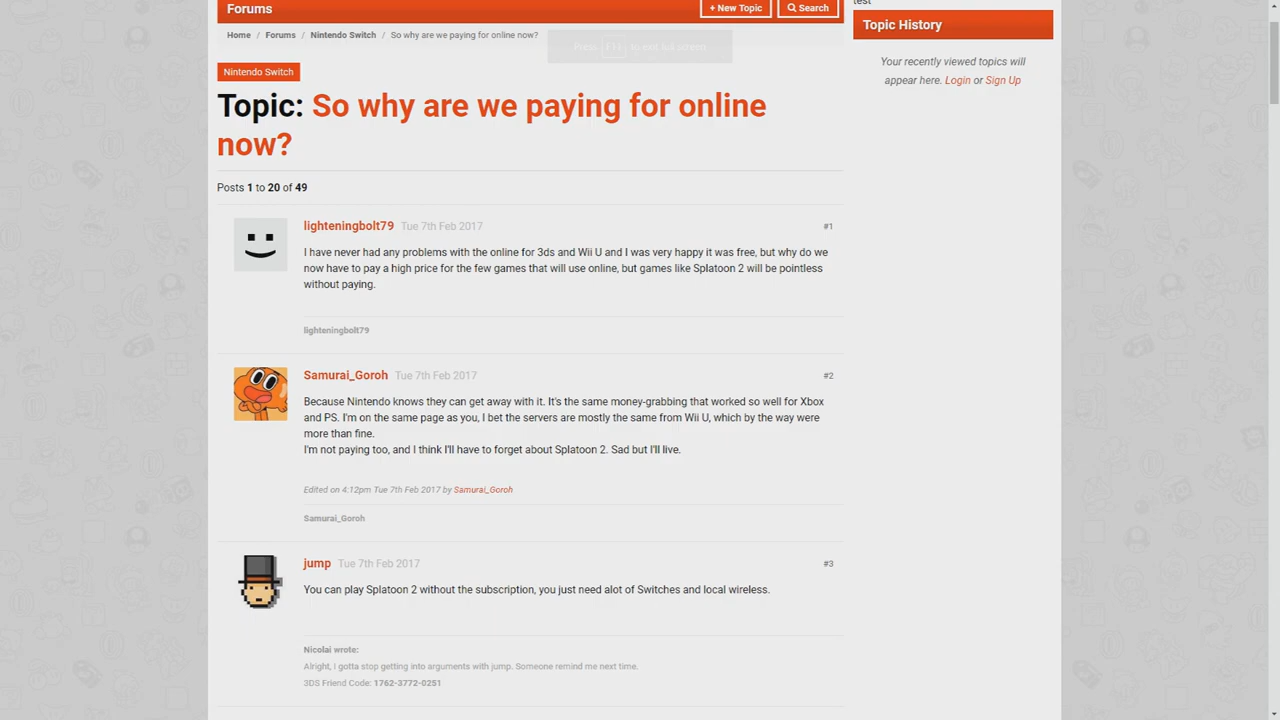 test
Forums
+ New Topic
Search
Topic History
Home / Forums / Nintendo Switch / So why are we paying for online now?
Press F11 to exit full screen
Your recently viewed topics will
appear here. Login or Sign Up
Nintendo Switch
Topic: So why are we paying for online
now?
Posts 1 to 20 of 49
lighteningbolt79 Tue 7th Feb 2017 #1
I have never had any problems with the online for 3ds and Wii U and I was very happy it was free, but why do we
now have to pay a high price for the few games that will use online, but games like Splatoon 2 will be pointless
without paying.
lighteningbolt79
Samurai_Goroh Tue 7th Feb 2017 #2
Because Nintendo knows they can get away with it. It's the same money-grabbing that worked so well for Xbox
and PS. I'm on the same page as you, I bet the servers are mostly the same from Wii U, which by the way were
more than fine.
I'm not paying too, and I think I'll have to forget about Splatoon 2. Sad but I'll live.
Edited on 4:12pm Tue 7th Feb 2017 by Samurai_Goroh
Samurai_Goroh
jump Tue 7th Feb 2017 #3
You can play Splatoon 2 without the subscription, you just need alot of Switches and local wireless.
Nicolai wrote:
Alright, I gotta stop getting into arguments with jump. Someone remind me next time.
3DS Friend Code: 1762-3772-0251